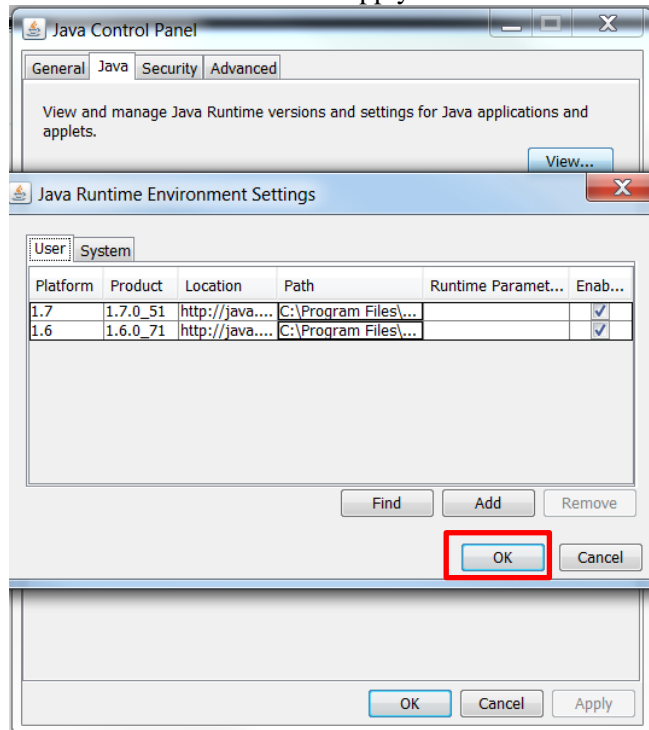 Java Control Panel
General Java Security Advanced
View and manage Java Runtime versions and settings for Java applications and
applets.
View...
Java Runtime Environment Settings
User System
Platform Product Location Path Runtime Paramet... Enab...
1.7 1.7.0_51 http://java.... C:\Program Files\...
1.6 1.6.0_71 http://java.... C:\Program Files\...
Find Add Remove
OK Cancel
OK Cancel Apply